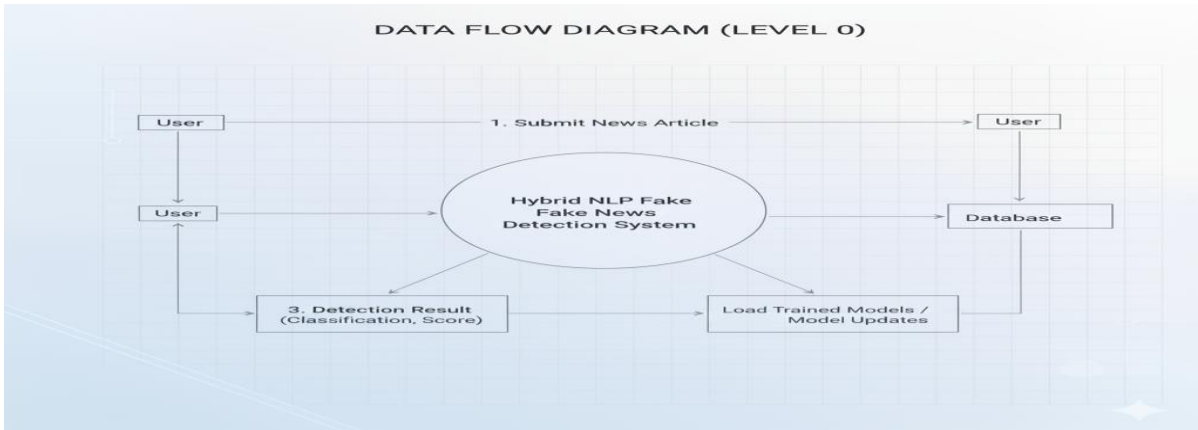 DATA FLOW DIAGRAM (LEVEL 0)
User
1. Submit News Article
User
User
Hybrid NLP Fake
Fake News
Detection System
Database
3. Detection Result
(Classification, Score)
Load Trained Models /
Model Updates